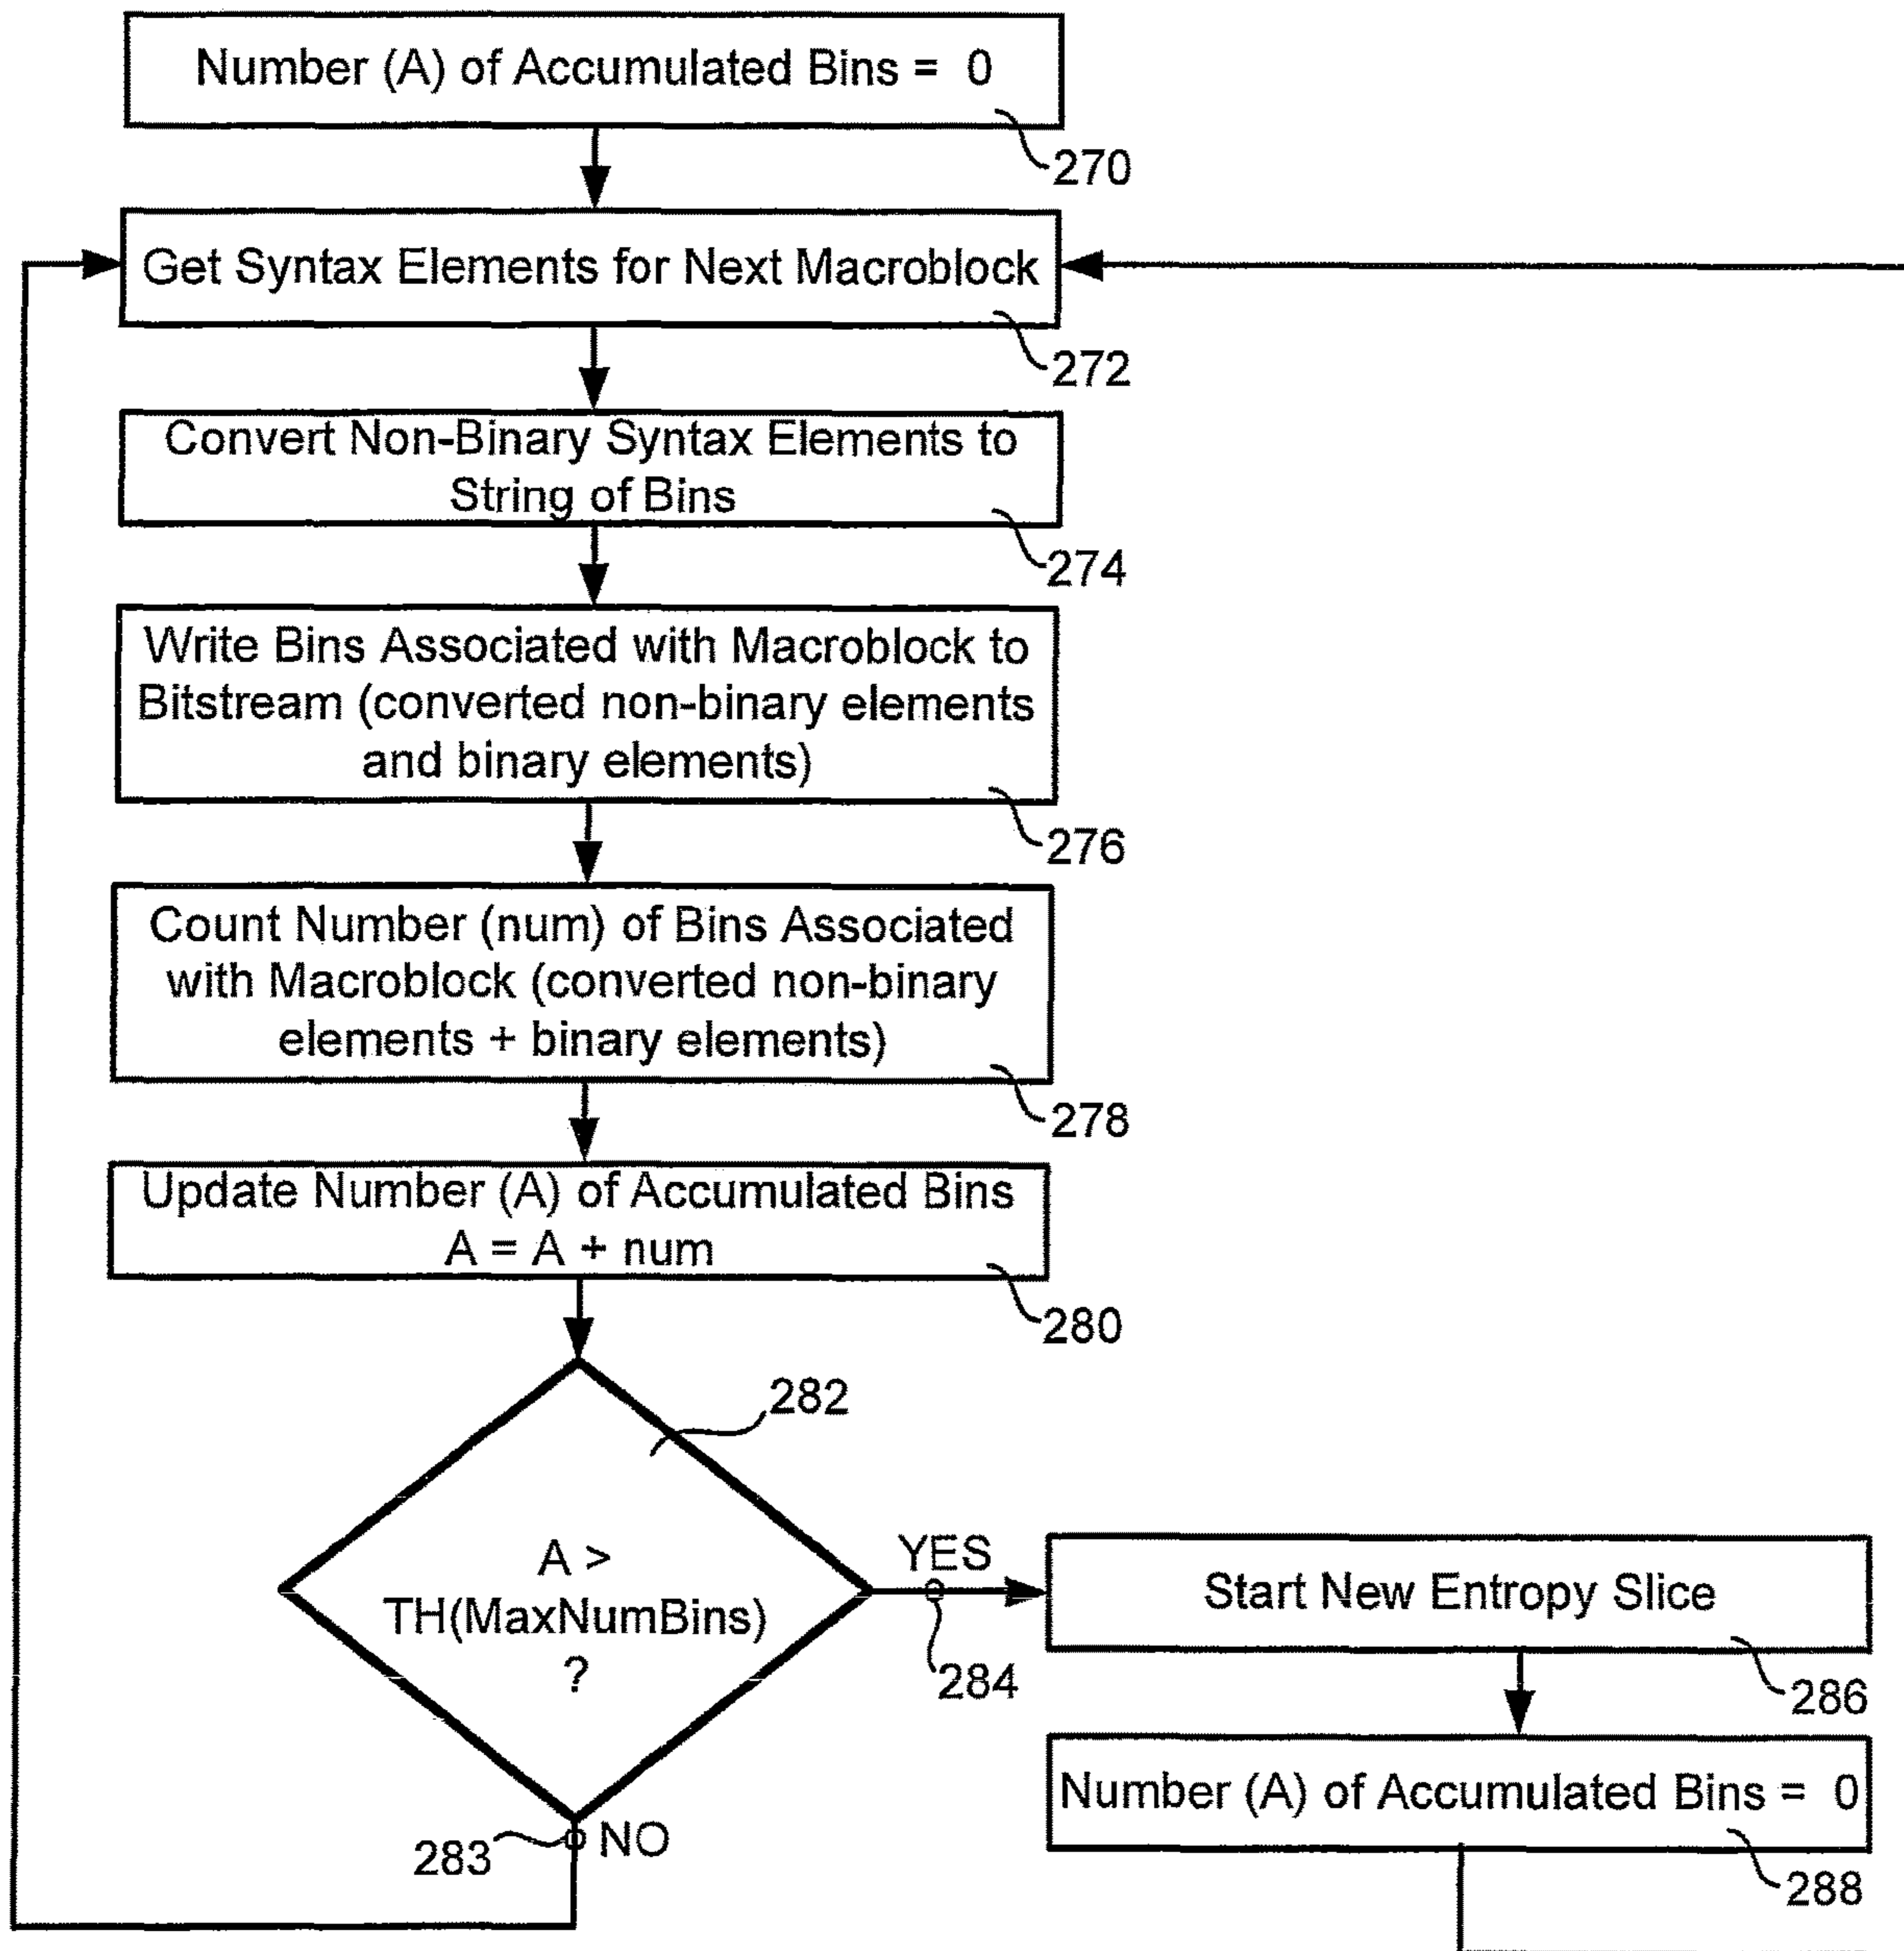 Number (A) of Accumulated Bins = 0
270
Get Syntax Elements for Next Macroblock
272
Convert Non-Binary Syntax Elements to
String of Bins
274
Write Bins Associated with Macroblock to
Bitstream (converted non-binary elements
and binary elements)
276
Count Number (num) of Bins Associated
with Macroblock (converted non-binary
elements + binary elements)
278
Update Number (A) of Accumulated Bins
A = A + num
280
282
A >
TH(MaxNumBins)
?
YES
284
Start New Entropy Slice
286
Number (A) of Accumulated Bins = 0
288
283
NO